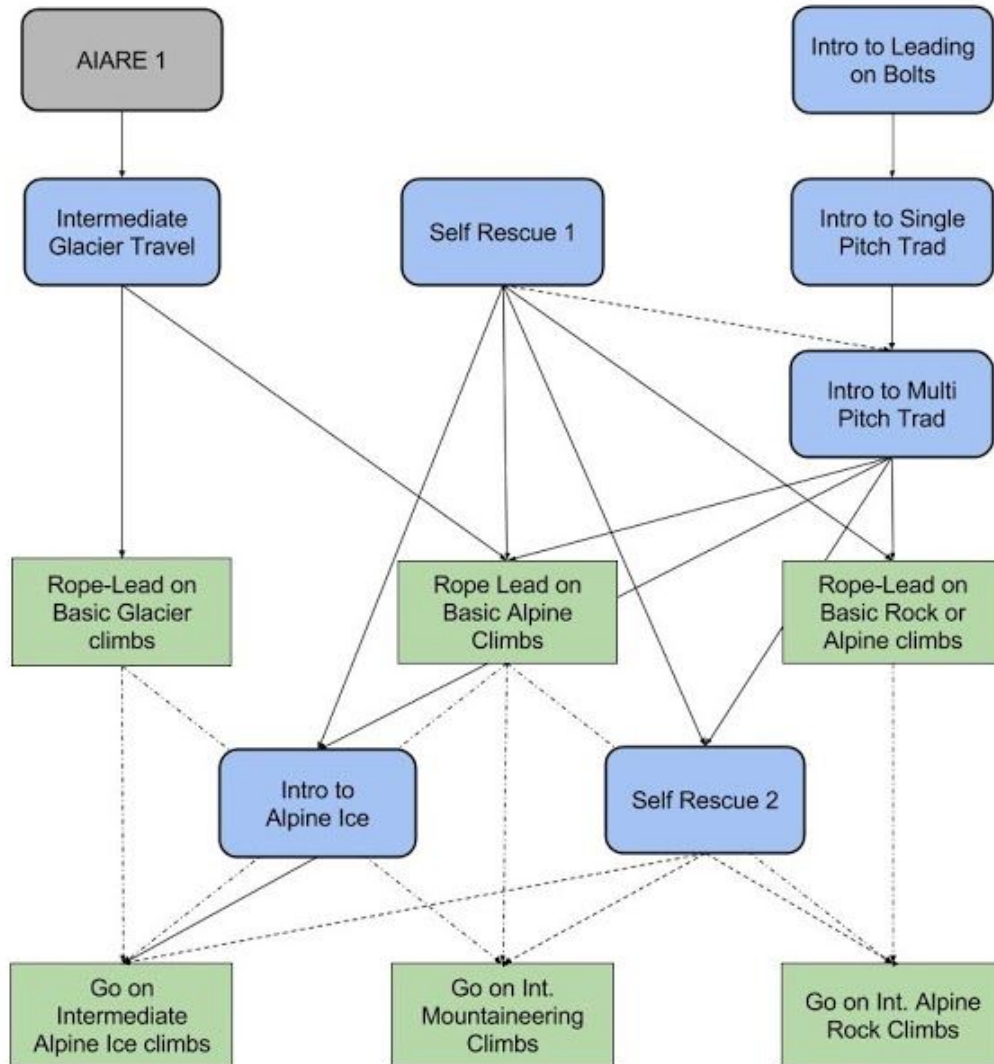 AIARE 1
Intro to Leading
on Bolts
Intermediate
Glacier Travel
Self Rescue 1
Intro to Single
Pitch Trad
Intro to Multi
Pitch Trad
Rope-Lead on
Basic Glacier
climbs
Rope Lead on
Basic Alpine
Climbs
Rope-Lead on
Basic Rock or
Alpine climbs
Intro to
Alpine Ice
Self Rescue 2
Go on
Intermediate
Alpine Ice climbs
Go on Int.
Mountaineering
Climbs
Go on Int. Alpine
Rock Climbs